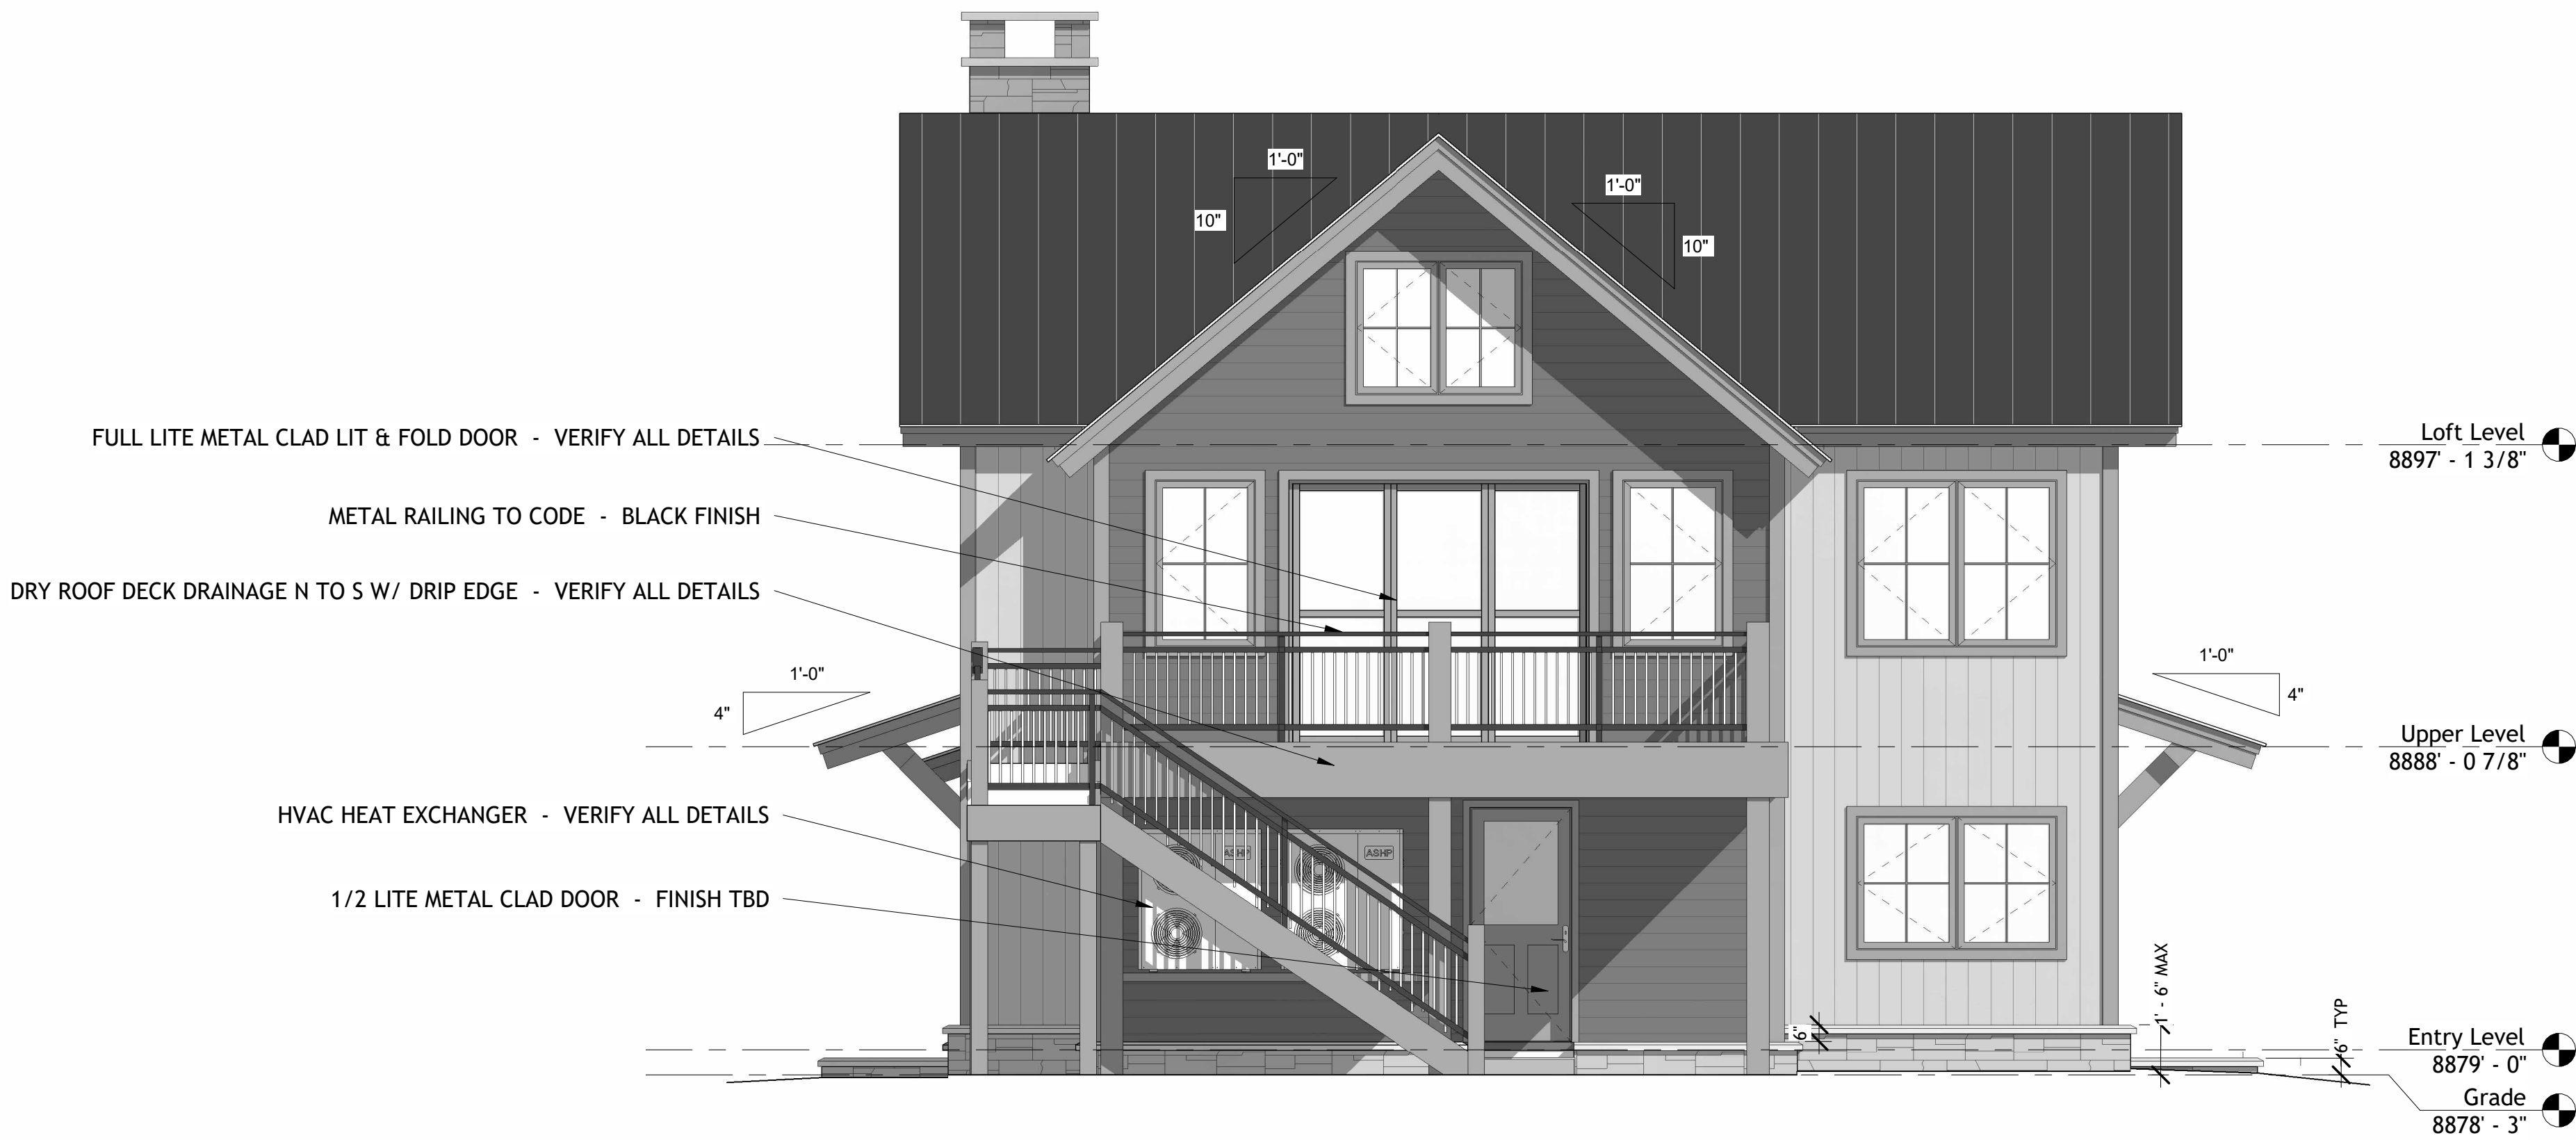 1'-0"
10"
1'-0"
10"
FULL LITE METAL CLAD LIT & FOLD DOOR - VERIFY ALL DETAILS
Loft Level
8897' - 1 3/8"
METAL RAILING TO CODE - BLACK FINISH
DRY ROOF DECK DRAINAGE N TO S W/ DRIP EDGE - VERIFY ALL DETAILS
1'-0"
4"
1'-0"
4"
Upper Level
8888' - 0 7/8"
HVAC HEAT EXCHANGER - VERIFY ALL DETAILS
ASHP
ASHP
1/2 LITE METAL CLAD DOOR - FINISH TBD
6"
1' - 6" MAX
6" TYP
Entry Level
8879' - 0"
Grade
8878' - 3"